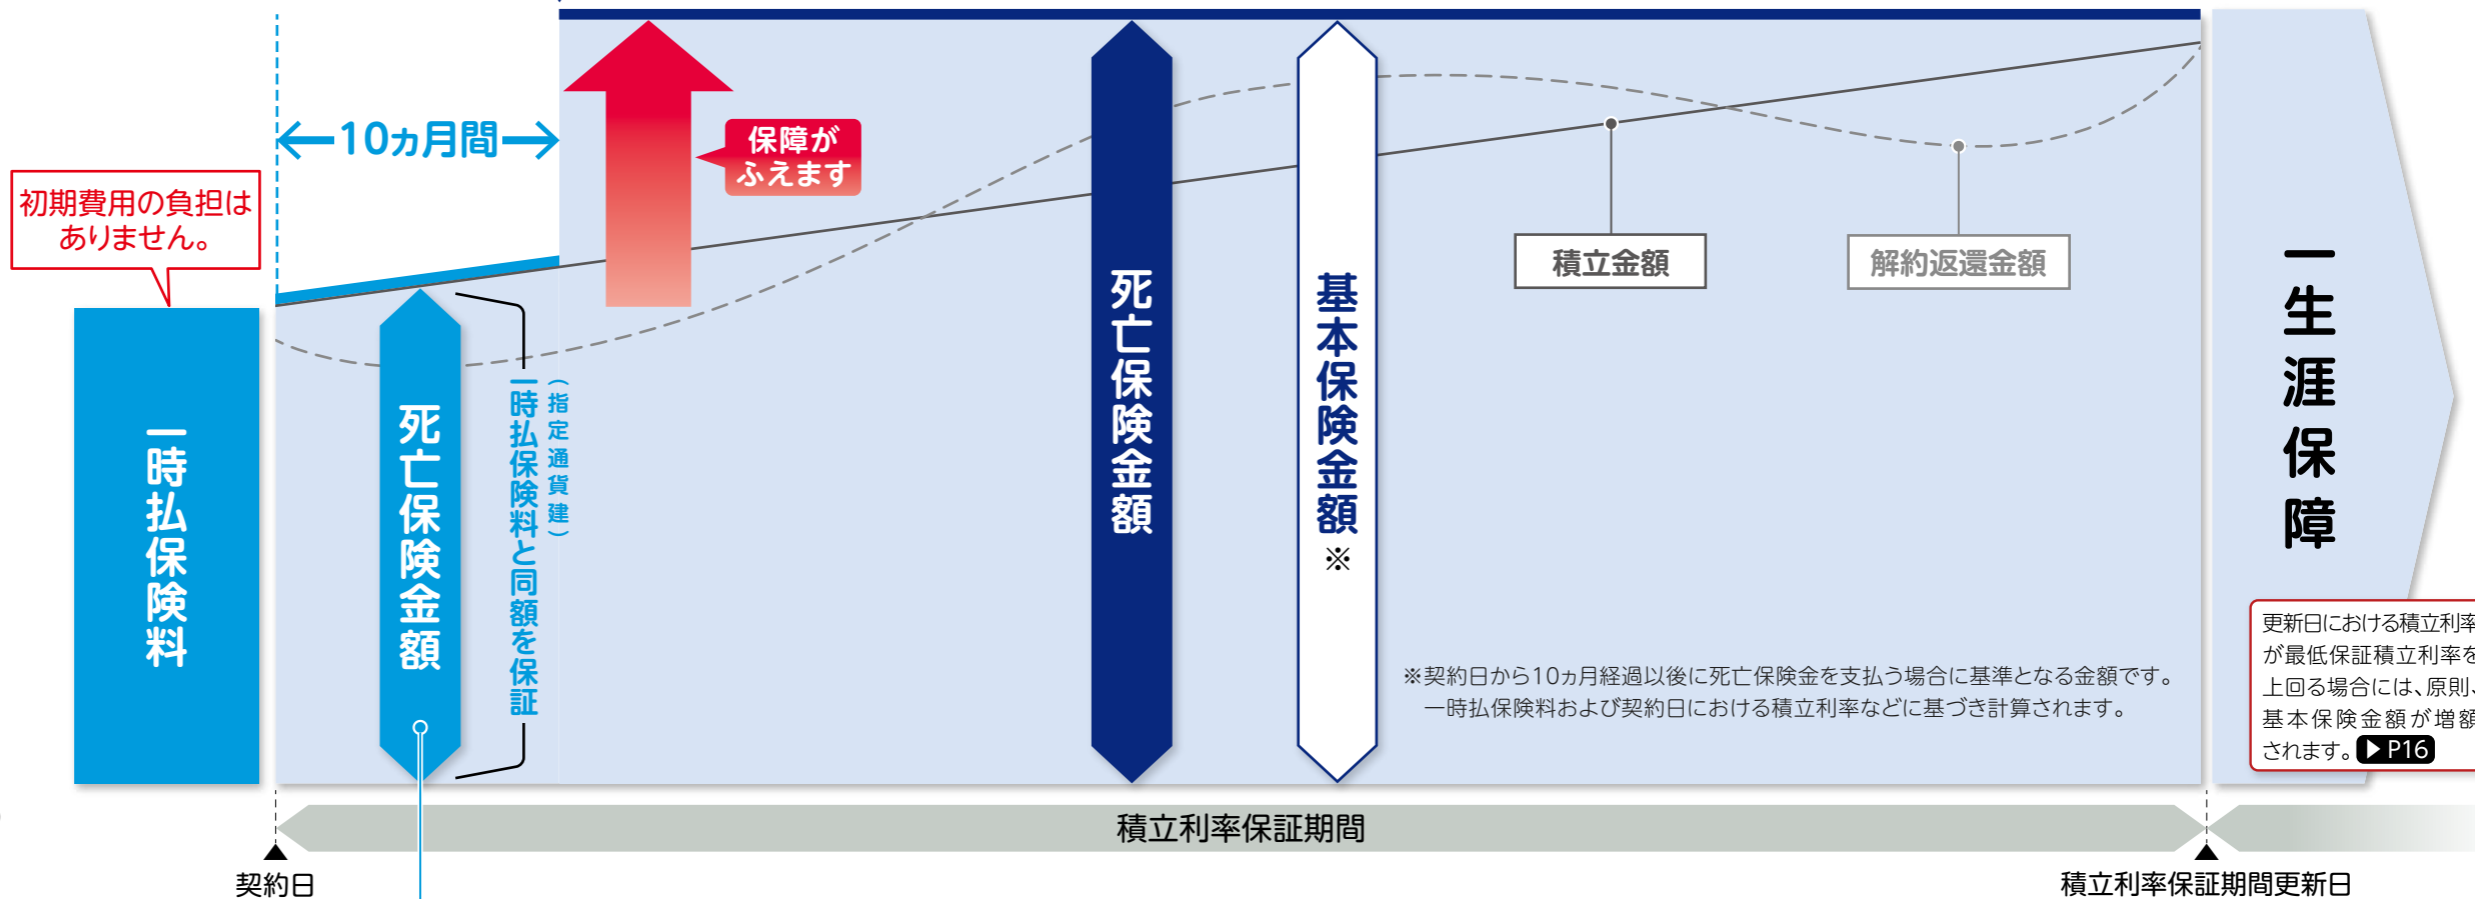 初期費用の負担は
ありません。
一時払保険料
←10ヵ月間→
保障が
ふえます
死亡保険金額
(指定通貨建)
一時払保険料と同額を保証
死亡保険金額
基本保険金額
※
積立金額
解約返還金額
※契約日から10ヵ月経過以後に死亡保険金を支払う場合に基準となる金額です。
一時払保険料および契約日における積立利率などに基づき計算されます。
一生涯保障
更新日における積立利率
が最低保証積立利率を
上回る場合には、原則、
基本保険金額が増額
されます。▶P16
積立利率保証期間
契約日
積立利率保証期間更新日